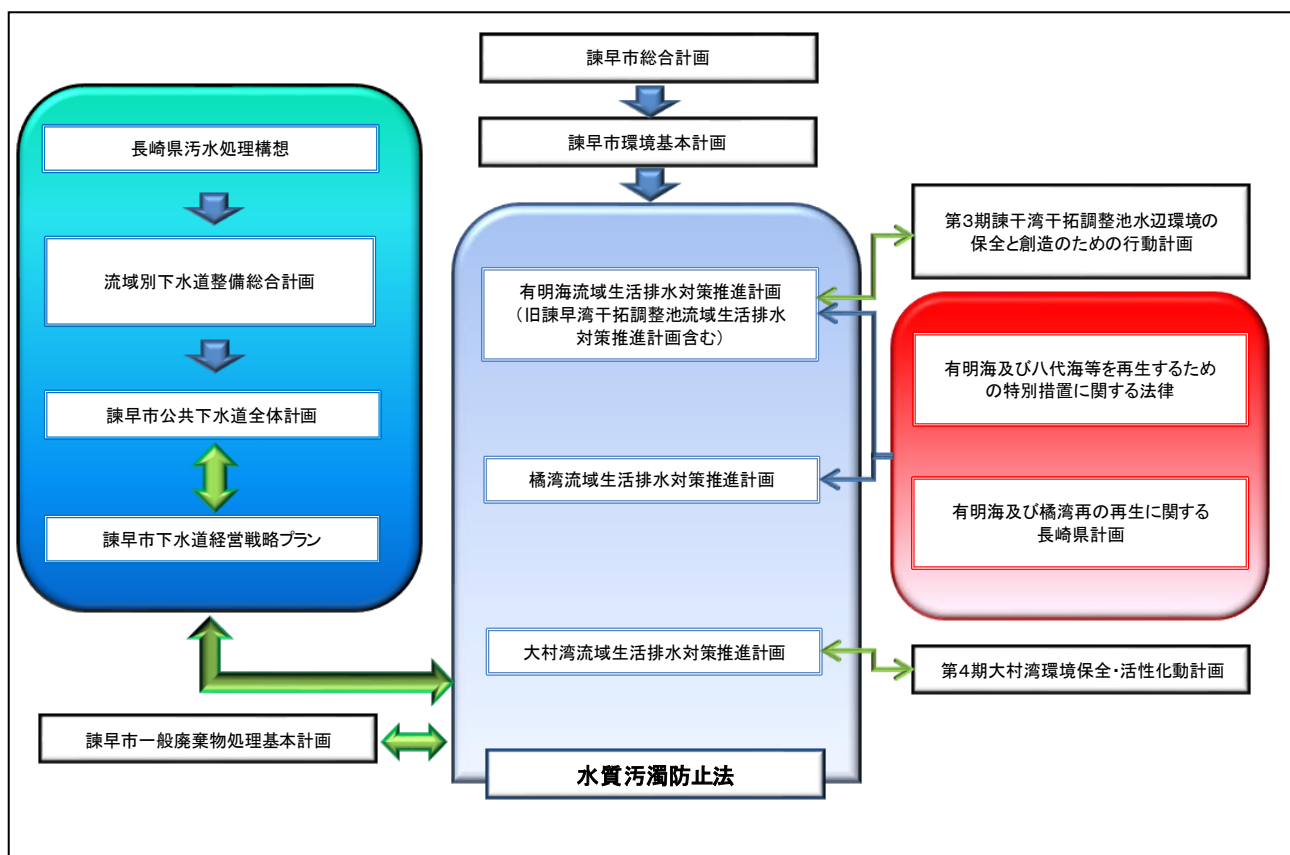 諫早市総合計画
諫早市環境基本計画
長崎県汚水処理構想
流域別下水道整備総合計画
諫早市公共下水道全体計画
諫早市下水道経営戦略プラン
諫早市一般廃棄物処理基本計画
有明海流域生活排水対策推進計画
（旧諫早湾干拓調整池流域生活排水
対策推進計画含む）
橘湾流域生活排水対策推進計画
大村湾流域生活排水対策推進計画
水質汚濁防止法
第3期諫干湾干拓調整池水辺環境の
保全と創造のための行動計画
有明海及び八代海等を再生するため
の特別措置に関する法律
有明海及び橘湾再の再生に関する
長崎県計画
第4期大村湾環境保全・活性化動計画